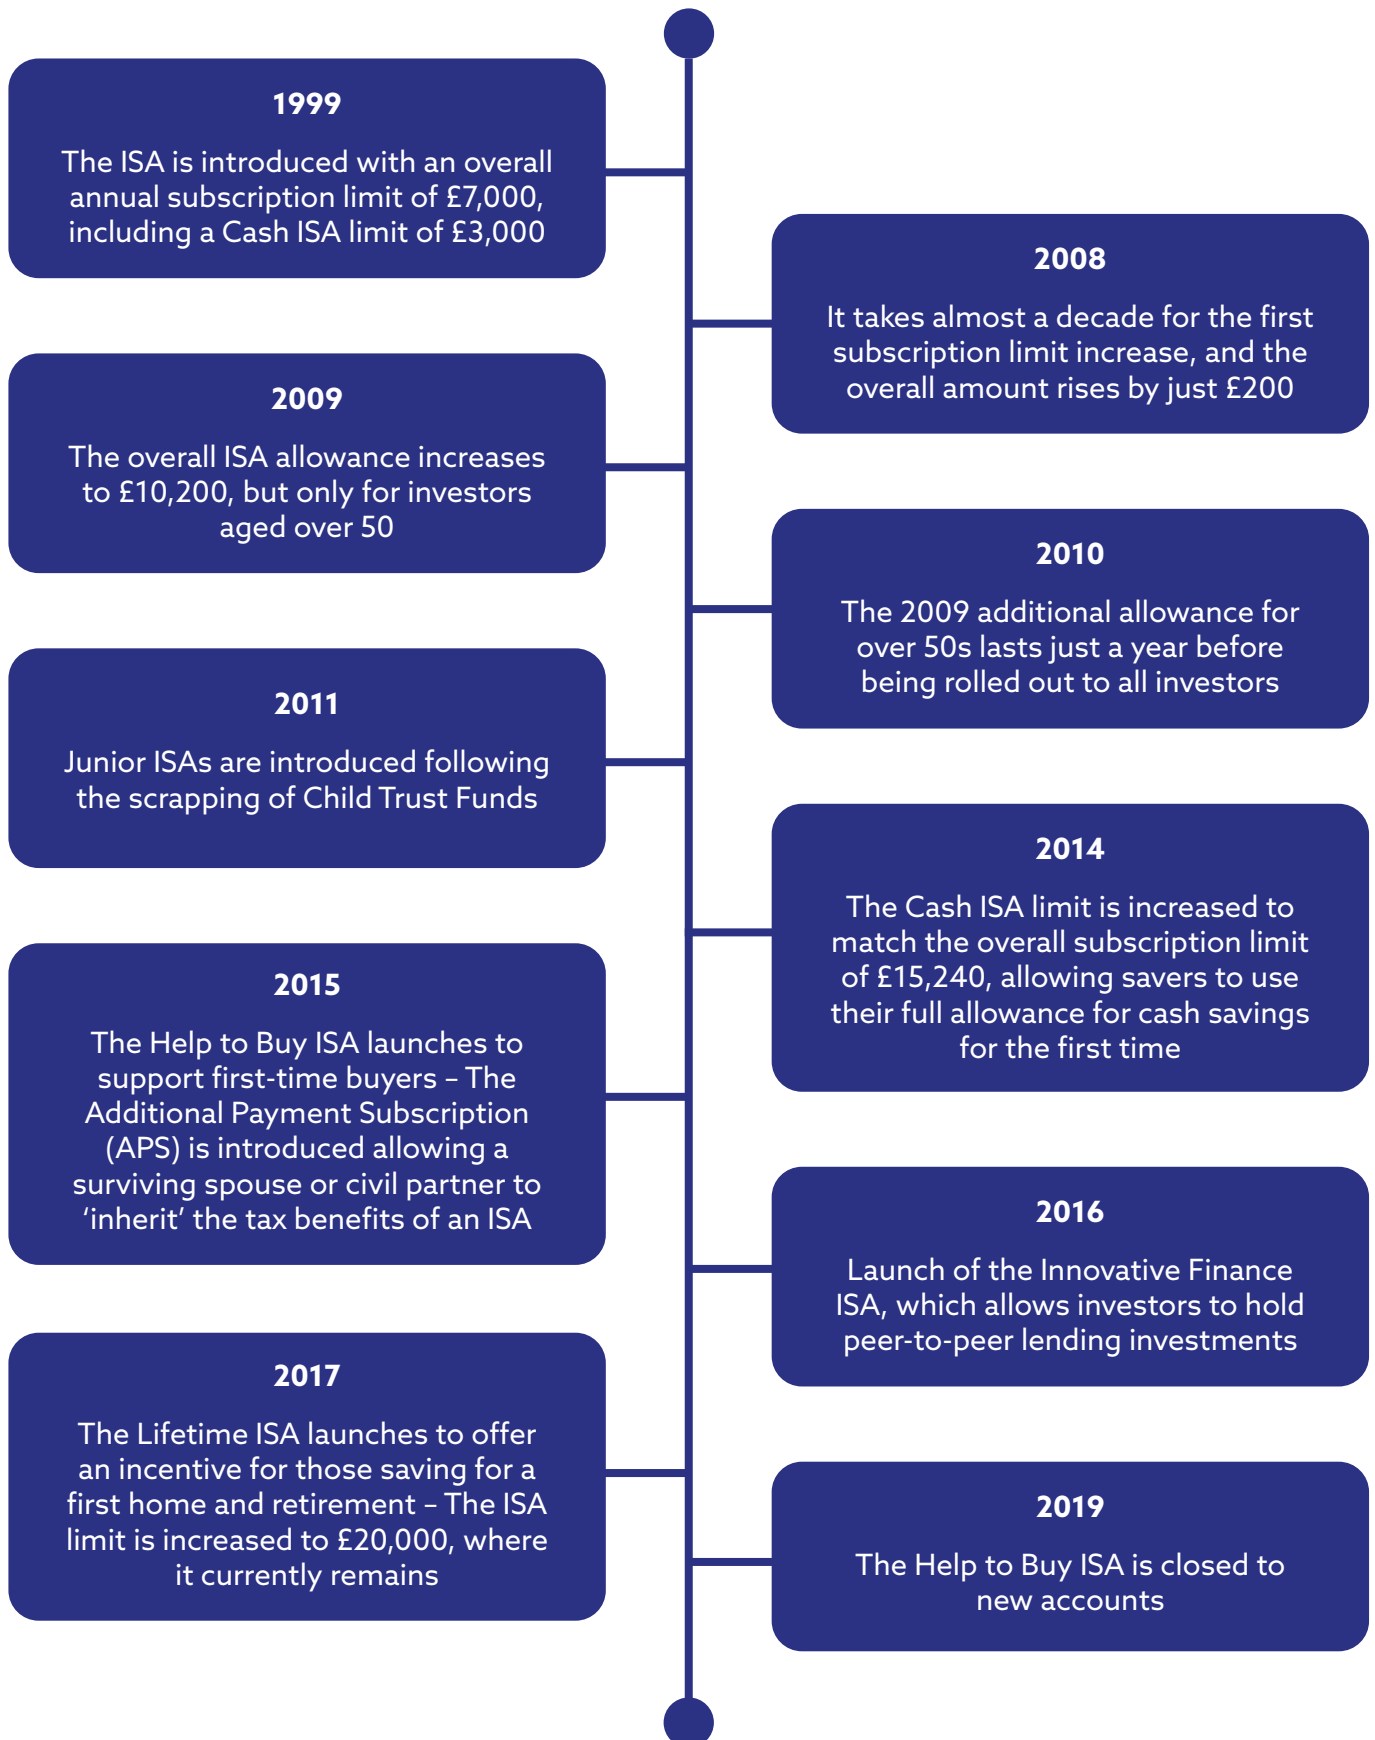 1999
The ISA is introduced with an overall
annual subscription limit of £7,000,
including a Cash ISA limit of £3,000
2008
It takes almost a decade for the first
subscription limit increase, and the
overall amount rises by just £200
2009
The overall ISA allowance increases
to £10,200, but only for investors
aged over 50
2010
The 2009 additional allowance for
over 50s lasts just a year before
being rolled out to all investors
2011
Junior ISAs are introduced following
the scrapping of Child Trust Funds
2014
The Cash ISA limit is increased to
match the overall subscription limit
of £15,240, allowing savers to use
their full allowance for cash savings
for the first time
2015
The Help to Buy ISA launches to
support first-time buyers – The
Additional Payment Subscription
(APS) is introduced allowing a
surviving spouse or civil partner to
‘inherit’ the tax benefits of an ISA
2016
Launch of the Innovative Finance
ISA, which allows investors to hold
peer-to-peer lending investments
2017
The Lifetime ISA launches to offer
an incentive for those saving for a
first home and retirement – The ISA
limit is increased to £20,000, where
it currently remains
2019
The Help to Buy ISA is closed to
new accounts